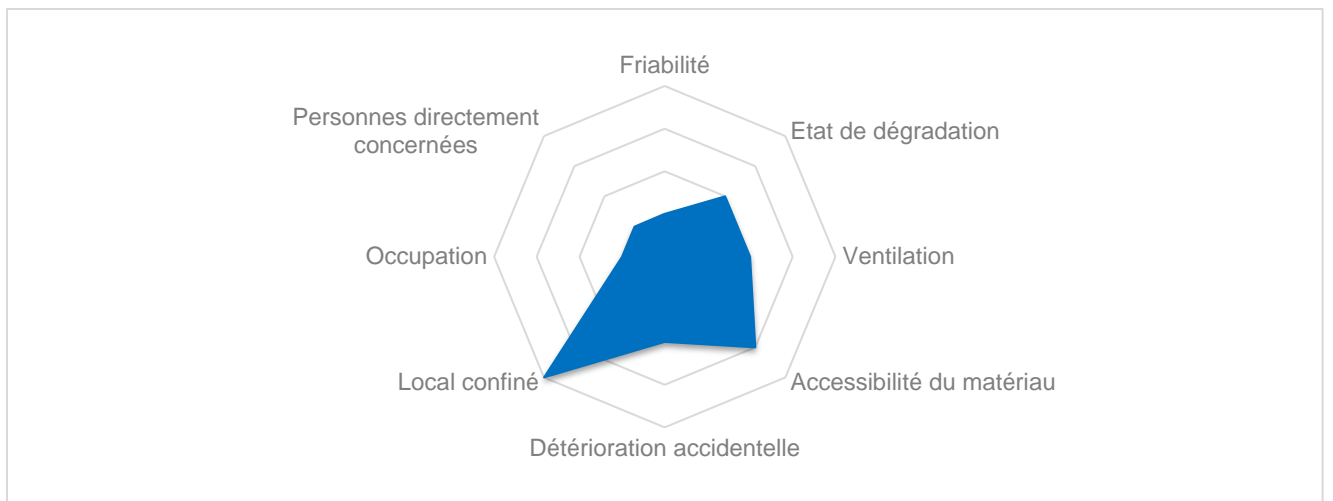 Friabilité
Personnes directement
concernées
Etat de dégradation
Occupation
Ventilation
Local confiné
Accessibilité du matériau
Détérioration accidentelle